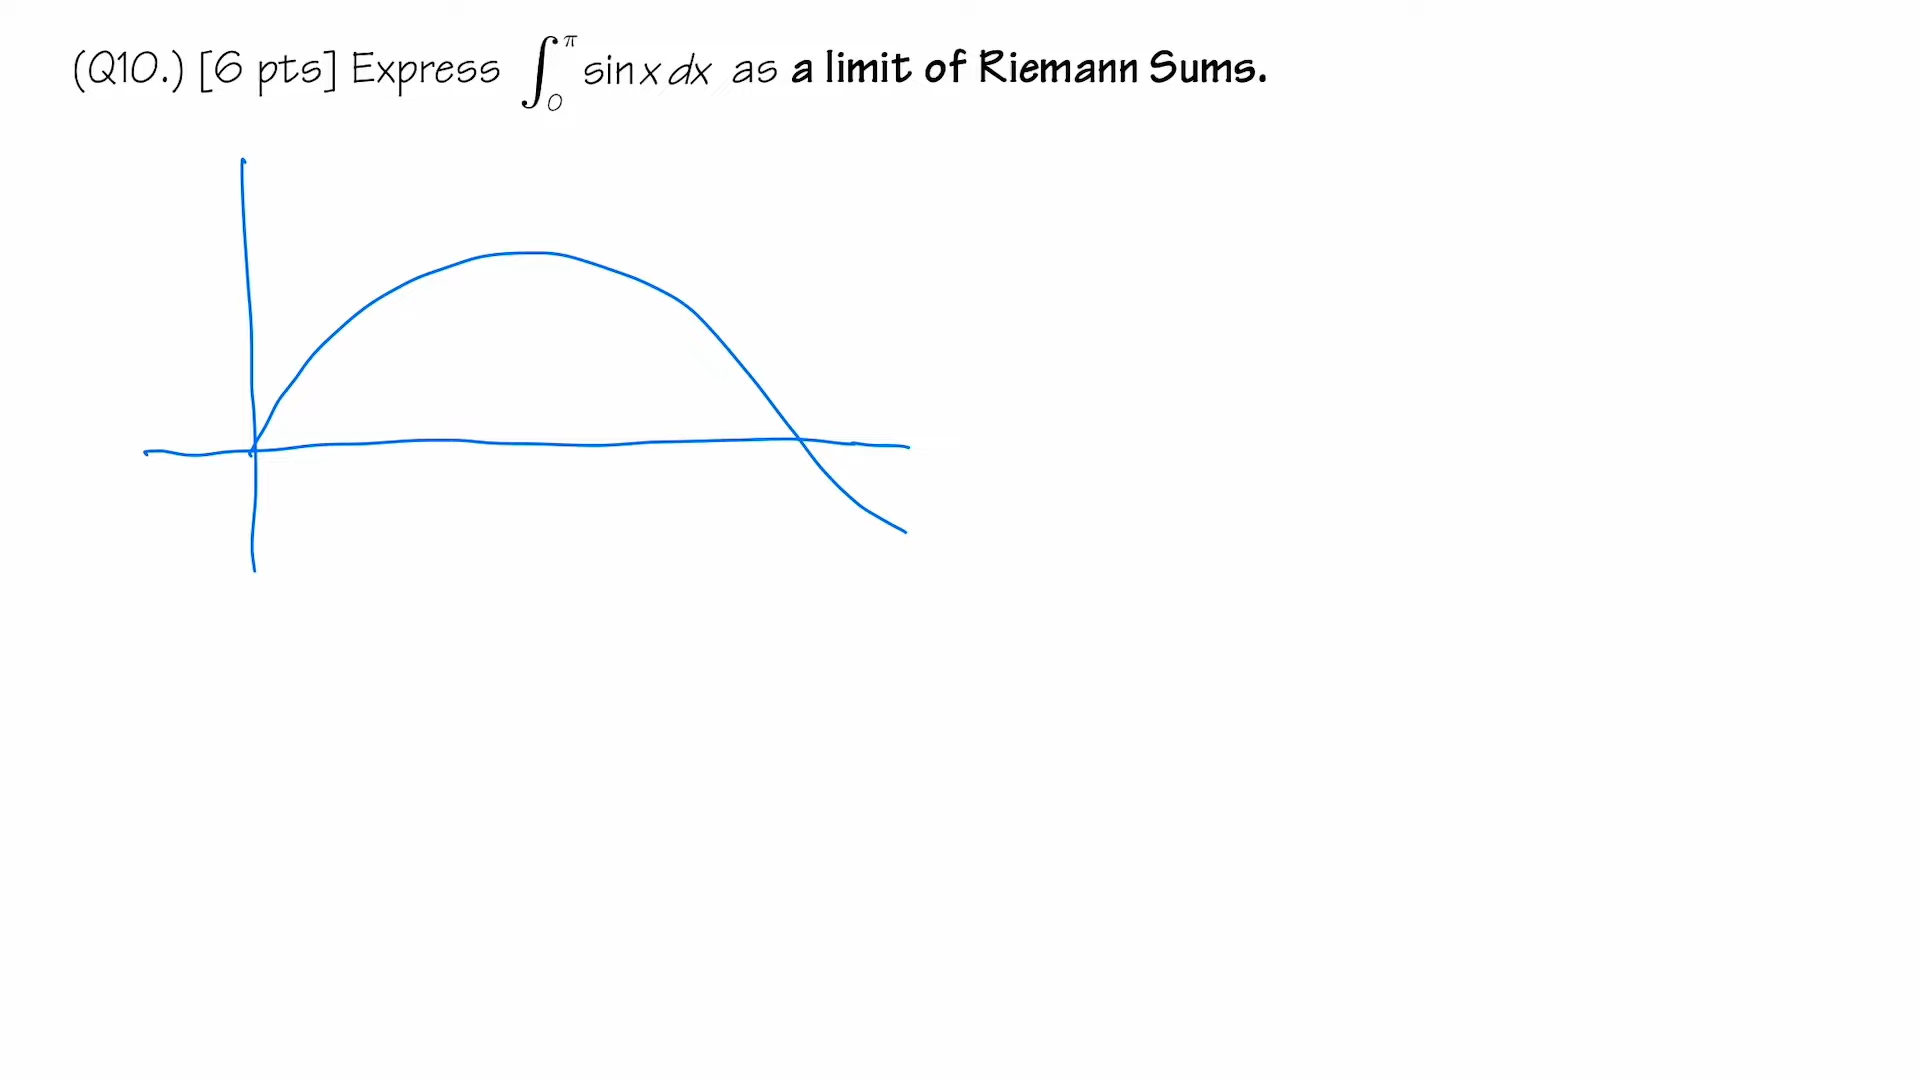 (Q10.) [6 pts] Express ∫₀^π sin x dx as a limit of Riemann Sums.